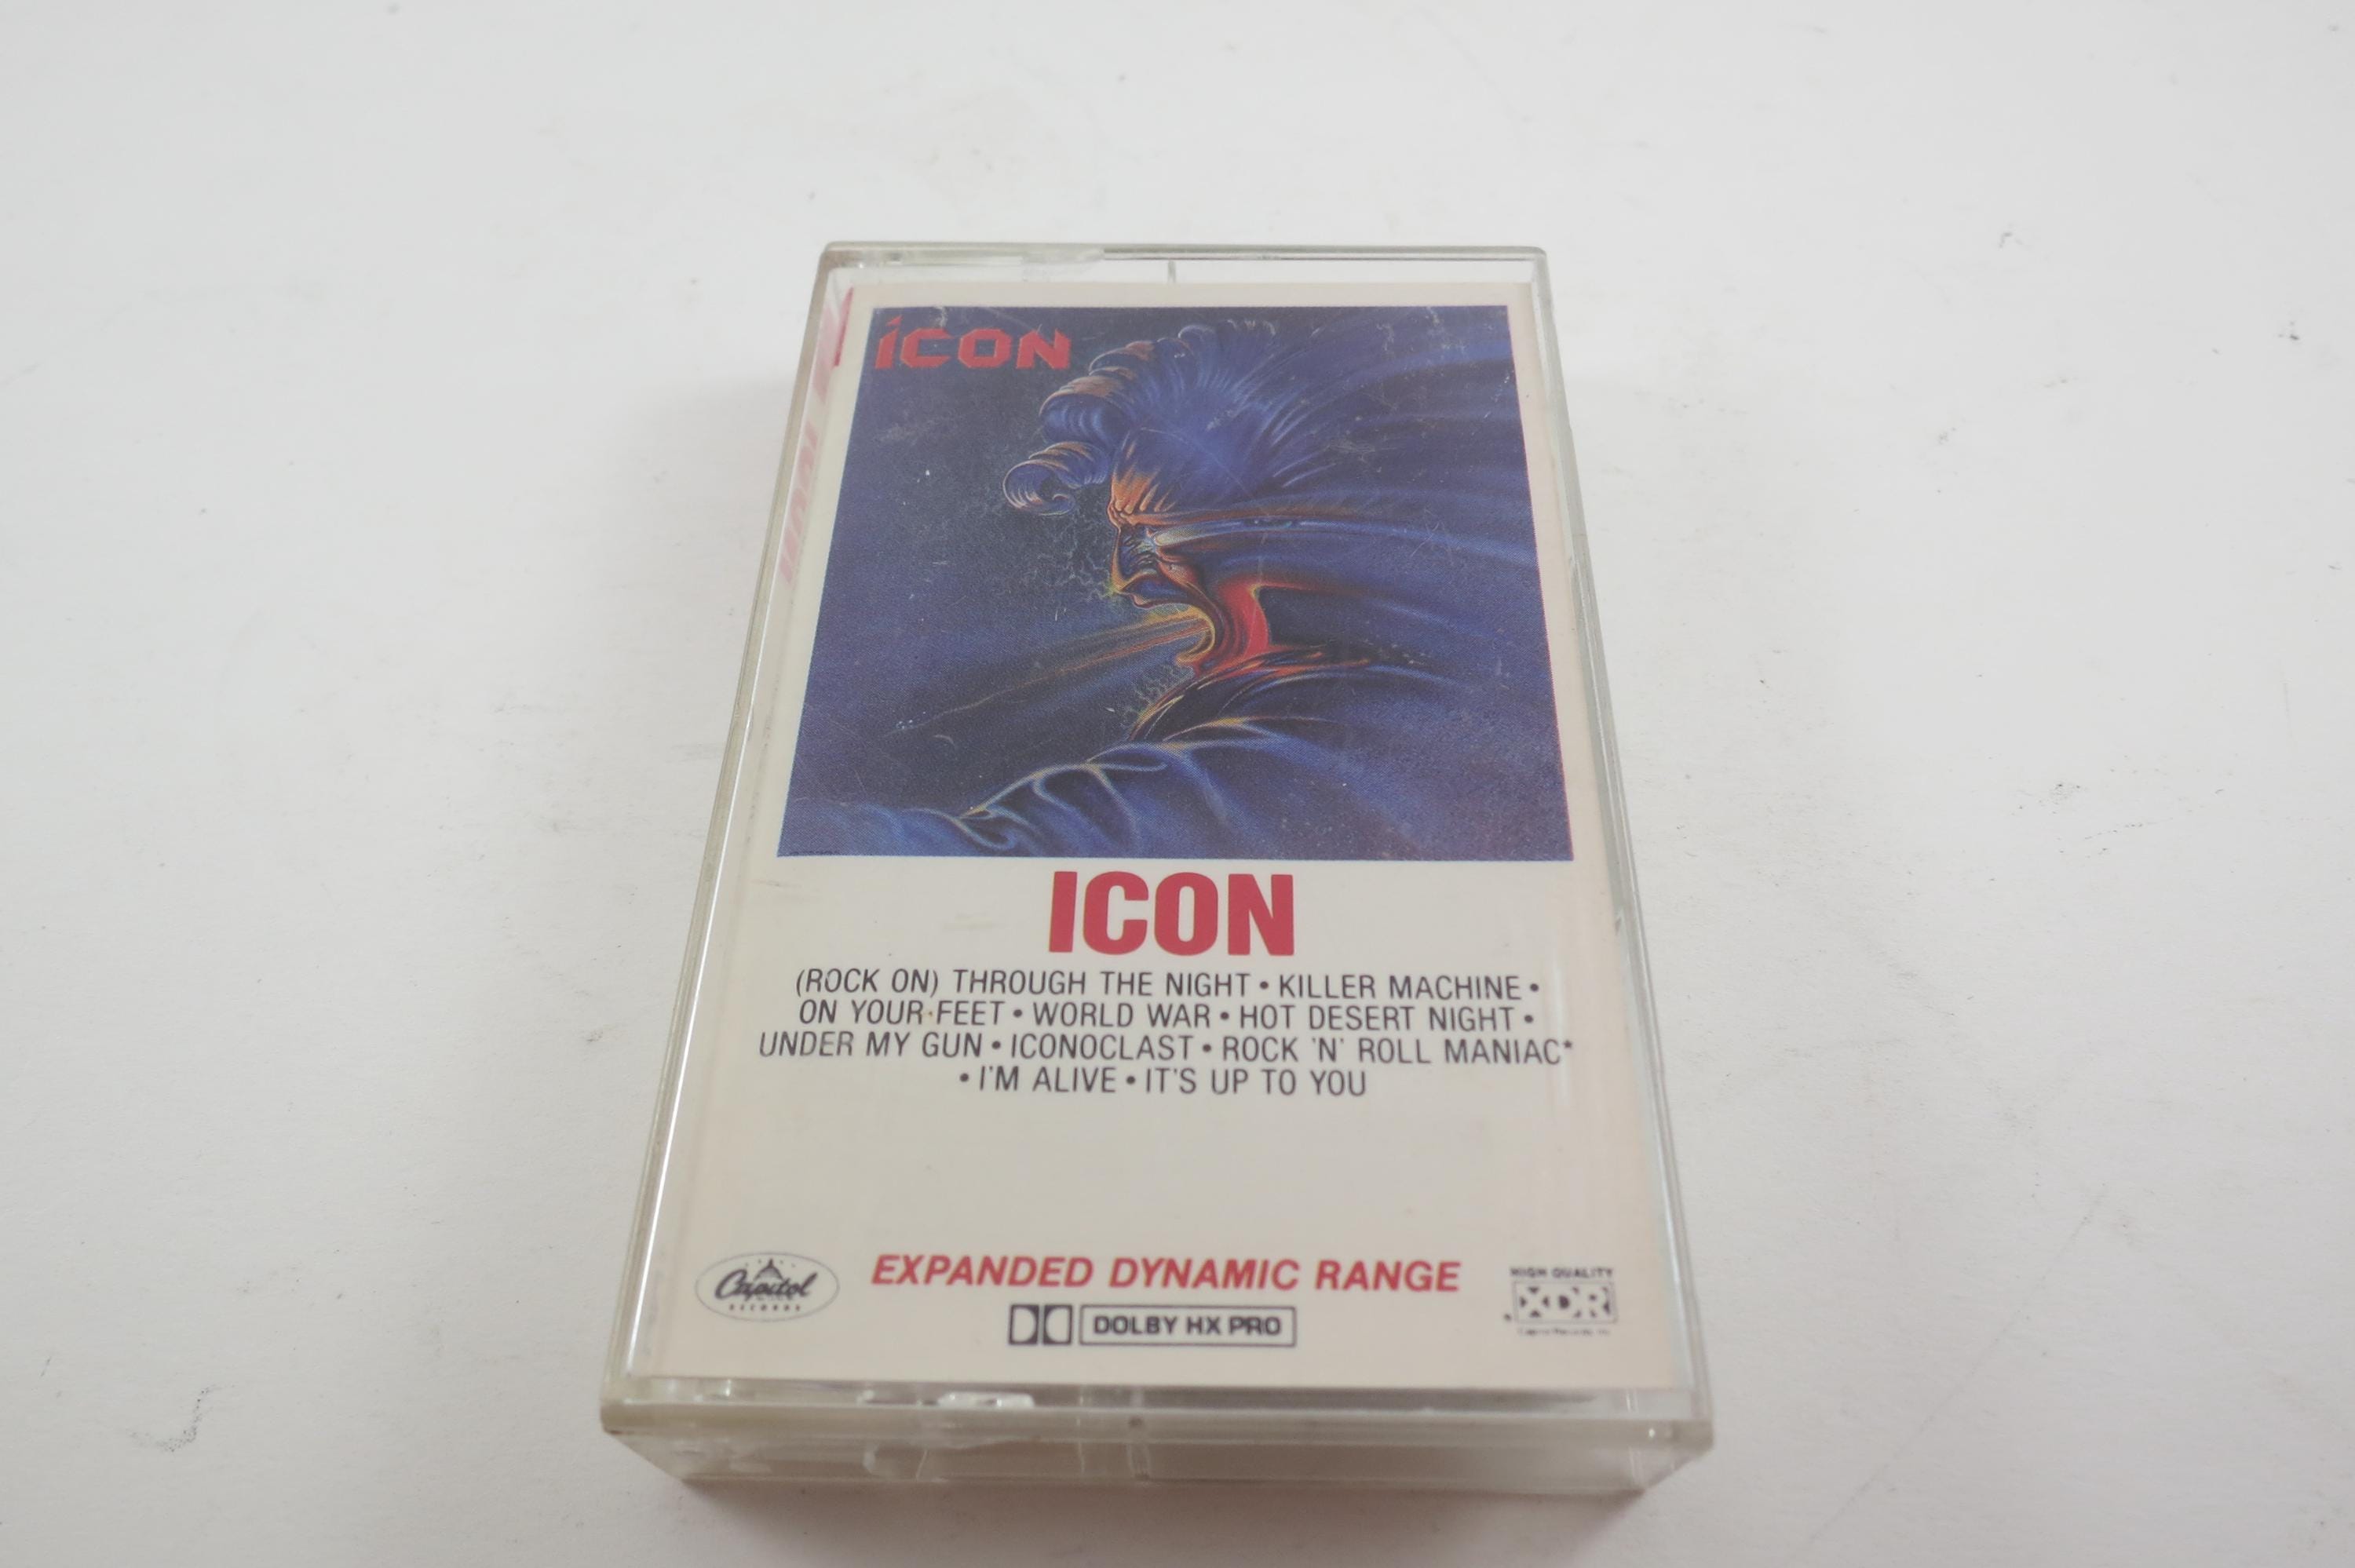 iCON
ICON
(ROCK ON) THROUGH THE NIGHT • KILLER MACHINE •
ON YOUR FEET • WORLD WAR • HOT DESERT NIGHT •
UNDER MY GUN • ICONOCLAST • ROCK 'N' ROLL MANIAC*
• I'M ALIVE • IT'S UP TO YOU
EXPANDED DYNAMIC RANGE
Capitol
RECORDS
DOLBY HX PRO
HIGH QUALITY
XDR